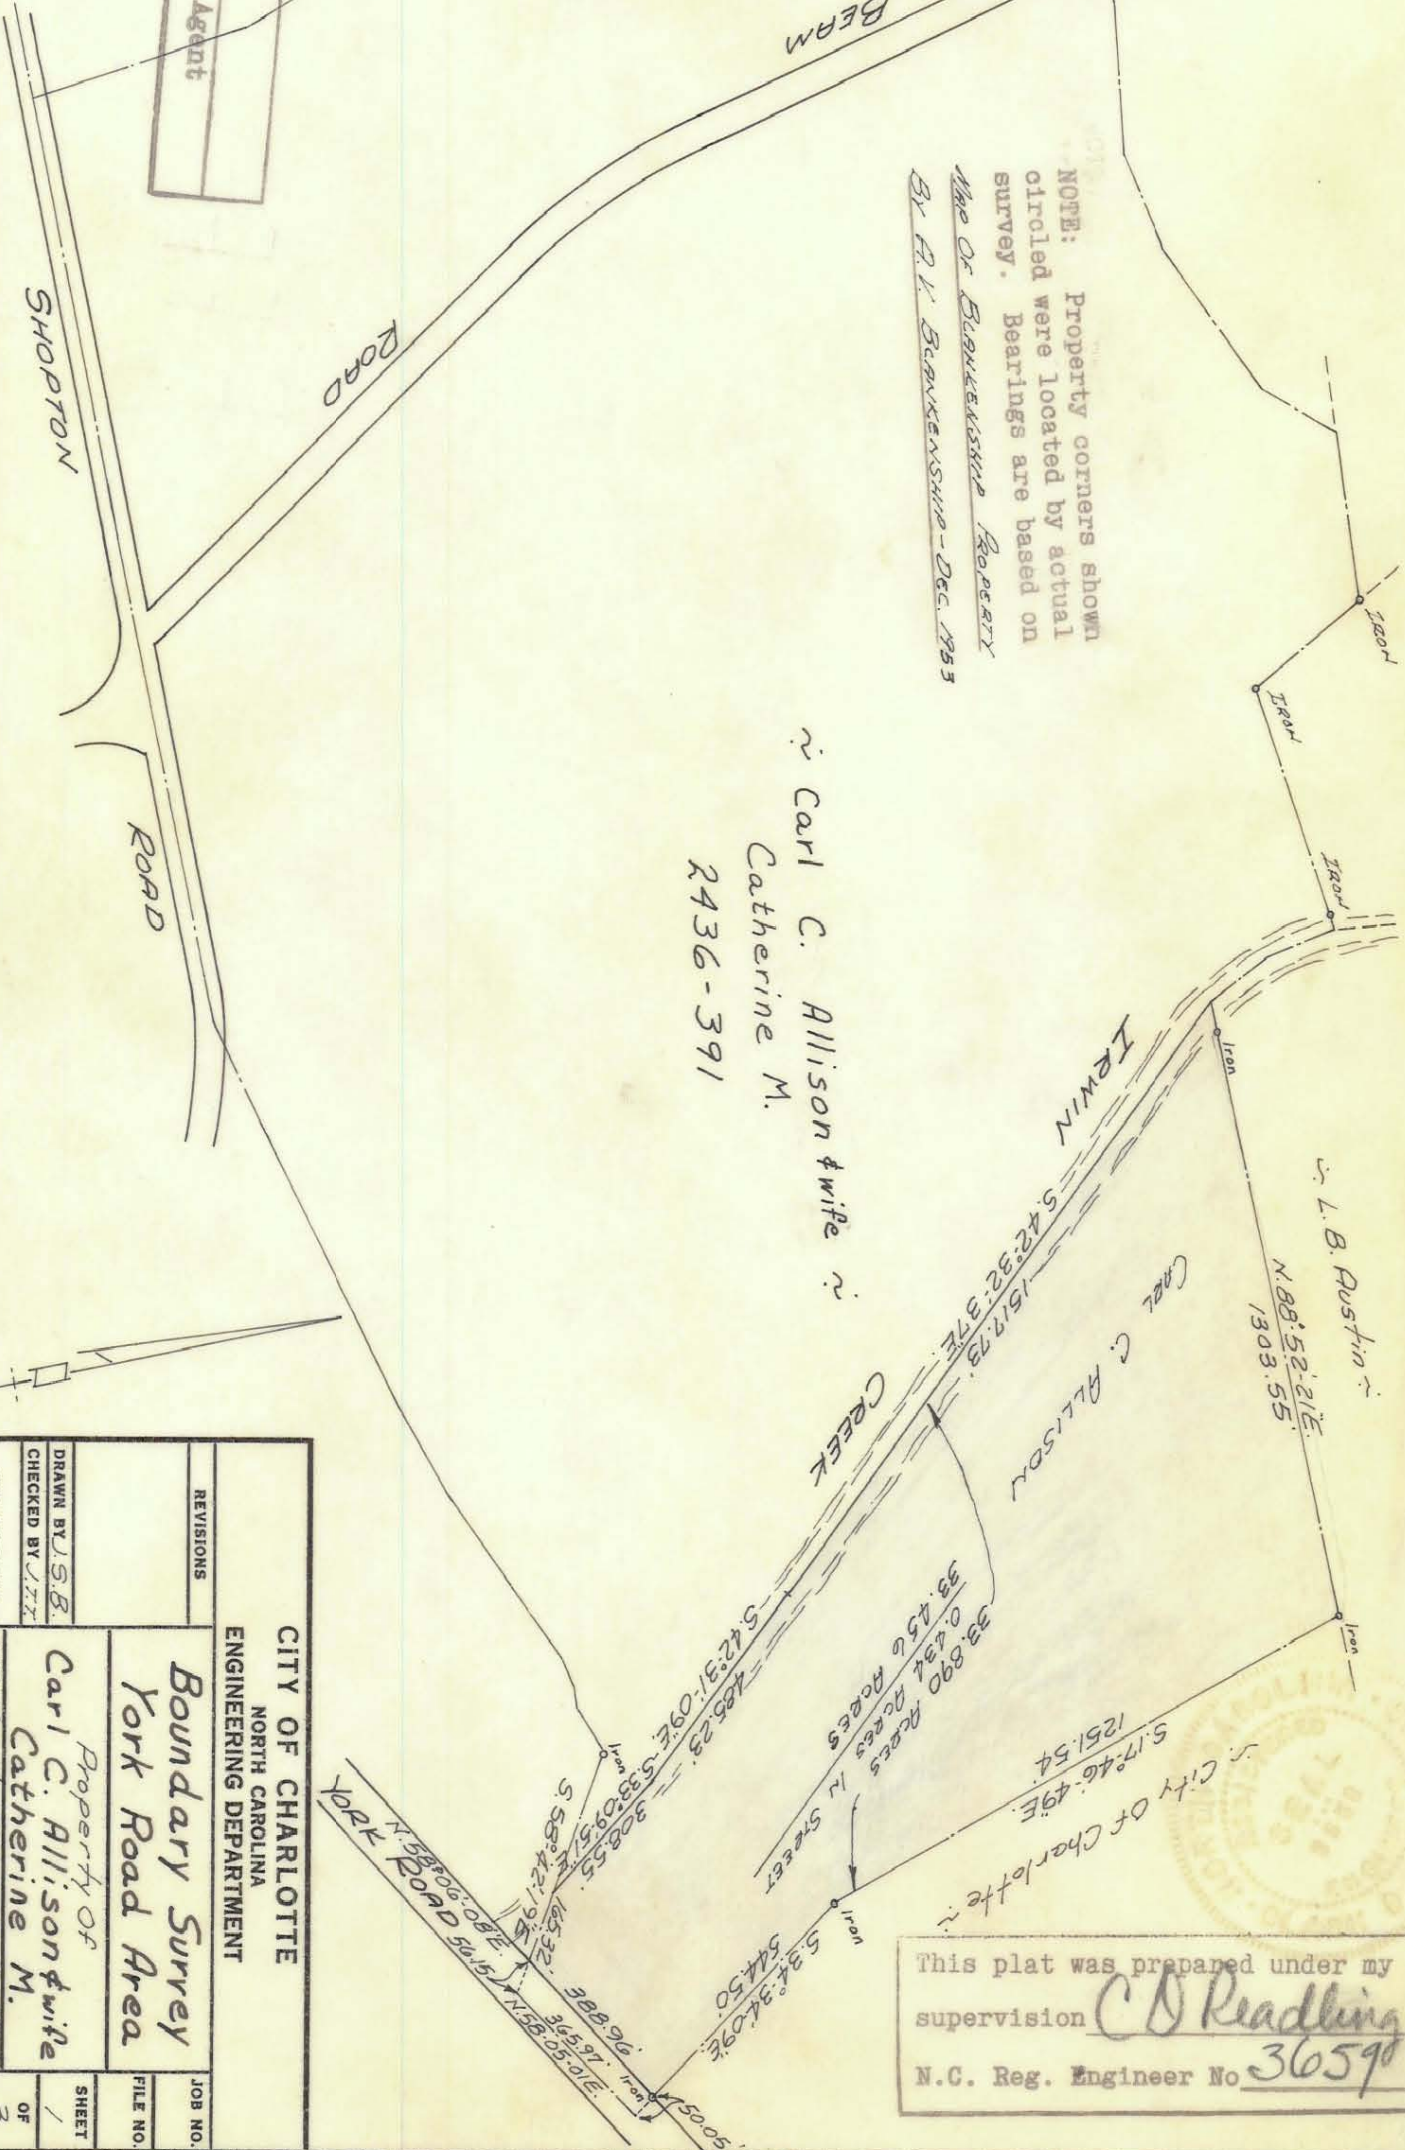 Agent
BEAM
ROAD
SHOPTON
ROAD
NOTE: Property corners shown
circled were located by actual
survey. Bearings are based on
MAP OF BLANKENSHIP PROPERTY
BY A.V. BLANKENSHIP-DEC. 1953
IRON
IRON
IRON
~ Carl C. Allison & wife ~
Catherine M.
2436-391
IRWIN
CREEK
Iron
~ L.B. Austin ~
N.88°-52'-21"E.
1303.55'
Iron
CARL C. ALLISON
S.42°-32'-37"E.
1517.73'
33.890 ACRES
0.434 ACRES IN STREET
33.456 ACRES
S.42°-31'-09"E.
485.23'
S.33°-09'-51"E.
308.55'
S.17°-46'-49"E.
1251.54'
~ City Of Charlotte ~
Iron
S.34°-34'-09"E.
544.50'
Iron
S.58°-42'-19"E.
165.32'
N.58°-06'-08"E.
388.96'
YORK ROAD
56.15'
365.97'
N.58-05-01E.
Iron
50.05'
This plat was prepared under my
supervision C D Readling
N.C. Reg. Engineer No 3659
CITY OF CHARLOTTE
NORTH CAROLINA
ENGINEERING DEPARTMENT
REVISIONS
Boundary Survey
York Road Area
JOB NO.
FILE NO.
DRAWN BY J.S.B.
CHECKED BY J.T.T.
Property Of
Carl C. Allison & wife
Catherine M.
SHEET
1
OF